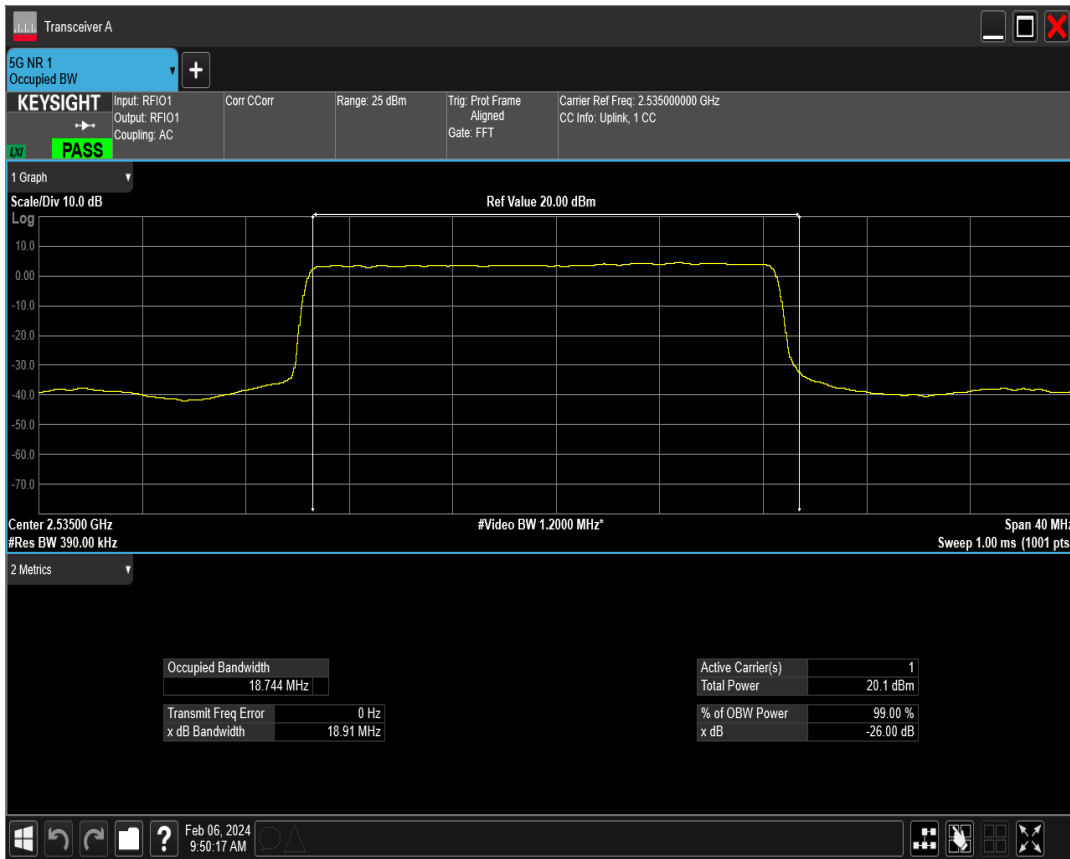 Transceiver A
5G NR 1
Occupied BW
+
KEYSIGHT
LXI
PASS
Input: RFIO1
Output: RFIO1
Coupling: AC
Corr CCorr
Range: 25 dBm
Trig: Prot Frame
Aligned
Gate: FFT
Carrier Ref Freq: 2.535000000 GHz
CC Info: Uplink, 1 CC
1 Graph
Scale/Div 10.0 dB
Ref Value 20.00 dBm
Log
10.0
0.00
-10.0
-20.0
-30.0
-40.0
-50.0
-60.0
-70.0
Center 2.53500 GHz
#Video BW 1.2000 MHz*
Span 40 MHz
#Res BW 390.00 kHz
Sweep 1.00 ms (1001 pts
2 Metrics
Occupied Bandwidth
18.744 MHz
Transmit Freq Error 0 Hz
x dB Bandwidth 18.91 MHz
Active Carrier(s) 1
Total Power 20.1 dBm
% of OBW Power 99.00 %
x dB -26.00 dB
?
Feb 06, 2024
9:50:17 AM